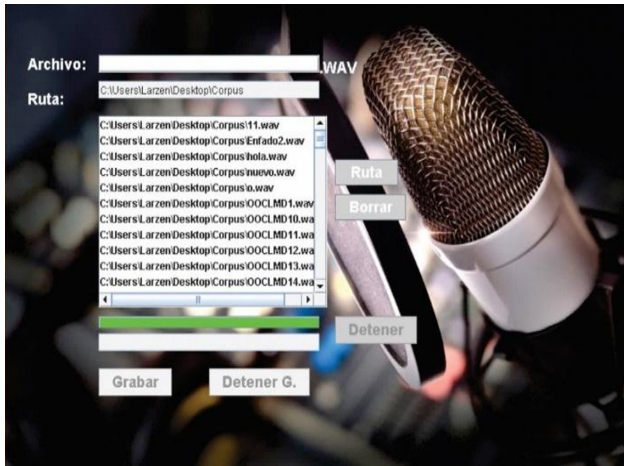 Archivo:
.WAV
Ruta:
C:\Users\Larzen\Desktop\Corpus
C:\Users\Larzen\Desktop\Corpus\11.wav
C:\Users\Larzen\Desktop\Corpus\Enfado2.wav
C:\Users\Larzen\Desktop\Corpus\hola.wav
C:\Users\Larzen\Desktop\Corpus\nuevo.wav
C:\Users\Larzen\Desktop\Corpus\o.wav
C:\Users\Larzen\Desktop\Corpus\OOCLMD1.wav
C:\Users\Larzen\Desktop\Corpus\OOCLMD10.wa
C:\Users\Larzen\Desktop\Corpus\OOCLMD11.wa
C:\Users\Larzen\Desktop\Corpus\OOCLMD12.wa
C:\Users\Larzen\Desktop\Corpus\OOCLMD13.wa
C:\Users\Larzen\Desktop\Corpus\OOCLMD14.wa
Ruta
Borrar
Detener
Grabar
Detener G.